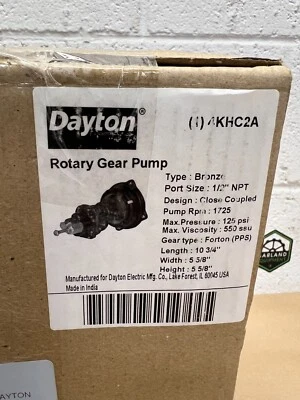 Dayton®
(1) 4KHC2A
Rotary Gear Pump
Type : Bronze
Port Size : 1/2" NPT
Design : Close Coupled
Pump Rpm : 1725
Max.Pressure : 125 psi
Max. Viscosity : 550 ssu
Gear type : Forton (PPS)
Length : 10 3/4"
Width : 5 5/8"
Height : 5 5/8"
Manufactured for Dayton Electric Mfg. Co., Lake Forest, IL 60045 USA
Made in India
GARLAND
AYTON